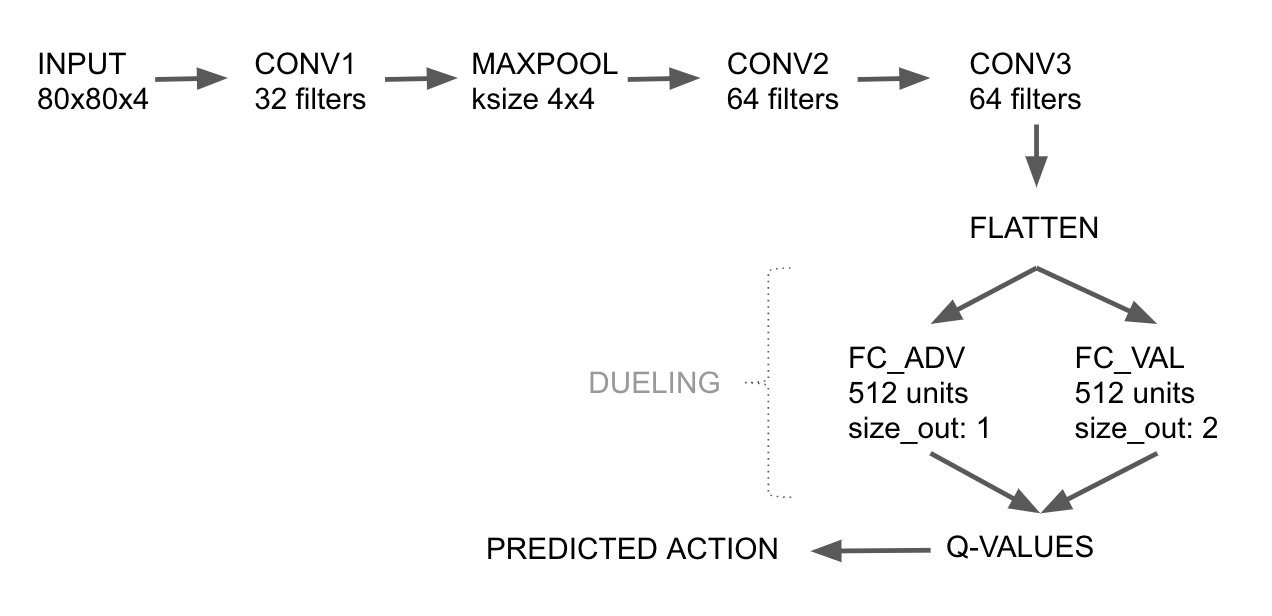 INPUT
80x80x4
CONV1
32 filters
MAXPOOL
ksize 4x4
CONV2
64 filters
CONV3
64 filters
FLATTEN
DUELING
FC_ADV
512 units
size_out: 1
FC_VAL
512 units
size_out: 2
Q-VALUES
PREDICTED ACTION